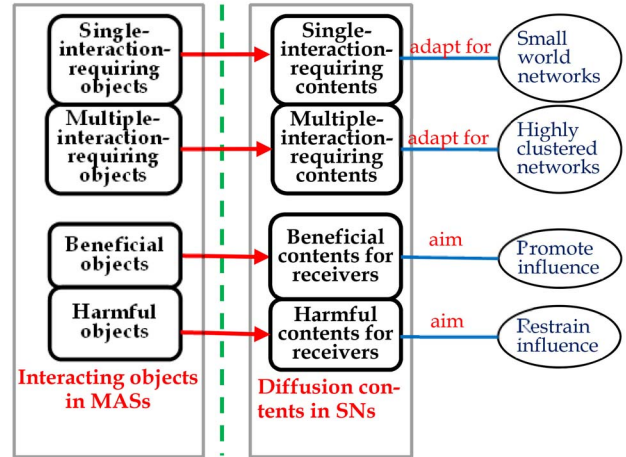 Single-
interaction-
requiring
objects
Single-
interaction-
requiring
contents
adapt for
Small
world
networks
Multiple-
interaction-
requiring
objects
Multiple-
interaction-
requiring
contents
adapt for
Highly
clustered
networks
Beneficial
objects
Beneficial
contents for
receivers
aim
Promote
influence
Harmful
objects
Harmful
contents for
receivers
aim
Restrain
influence
Interacting objects
in MASs
Diffusion con-
tents in SNs